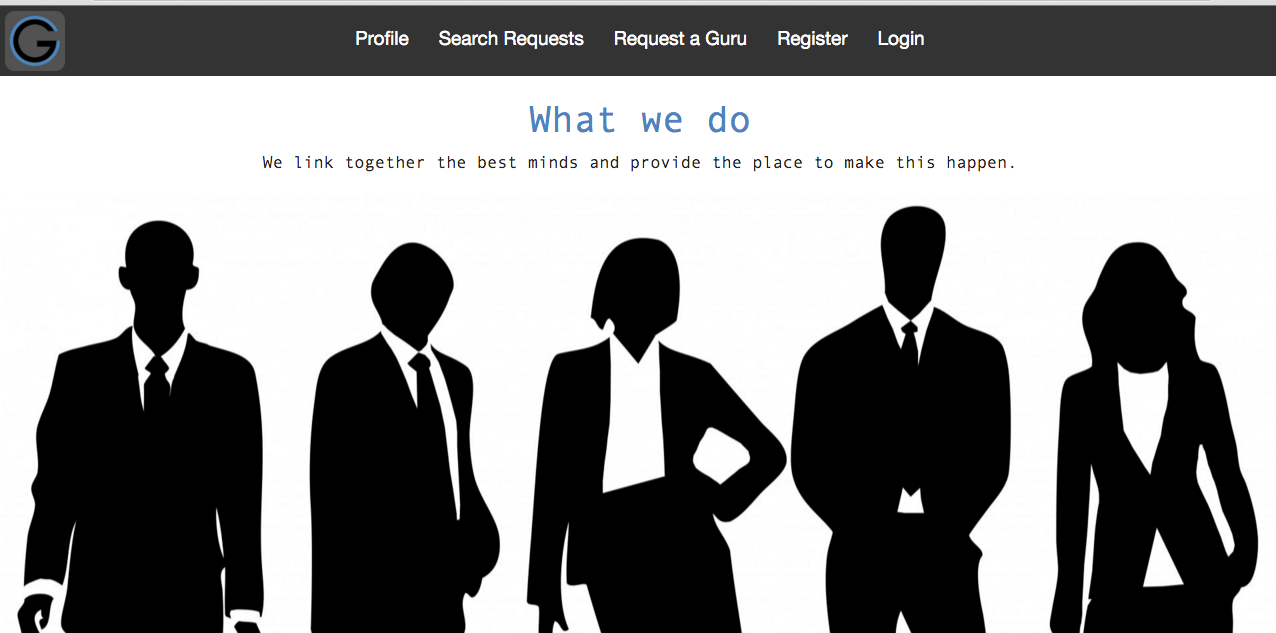 G
Profile Search Requests Request a Guru Register Login
What we do
We link together the best minds and provide the place to make this happen.